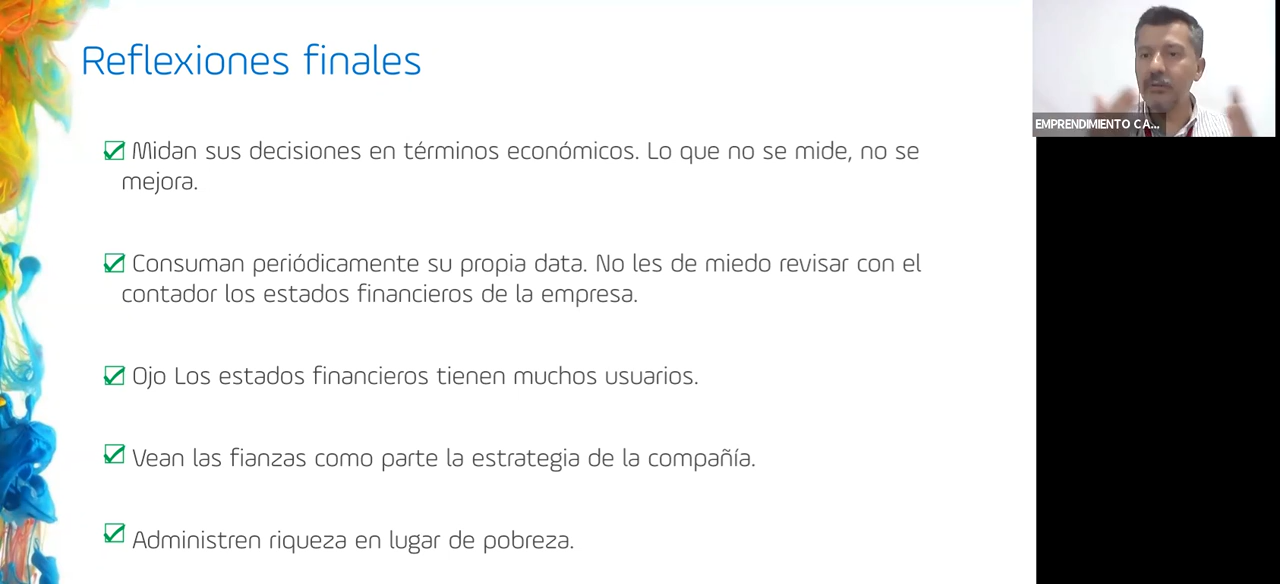 Reflexiones finales
Midan sus decisiones en términos económicos. Lo que no se mide, no se
mejora.
Consuman periódicamente su propia data. No les de miedo revisar con el
contador los estados financieros de la empresa.
Ojo Los estados financieros tienen muchos usuarios.
Vean las fianzas como parte la estrategia de la compañía.
Administren riqueza en lugar de pobreza.
EMPRENDIMIENTO CA...